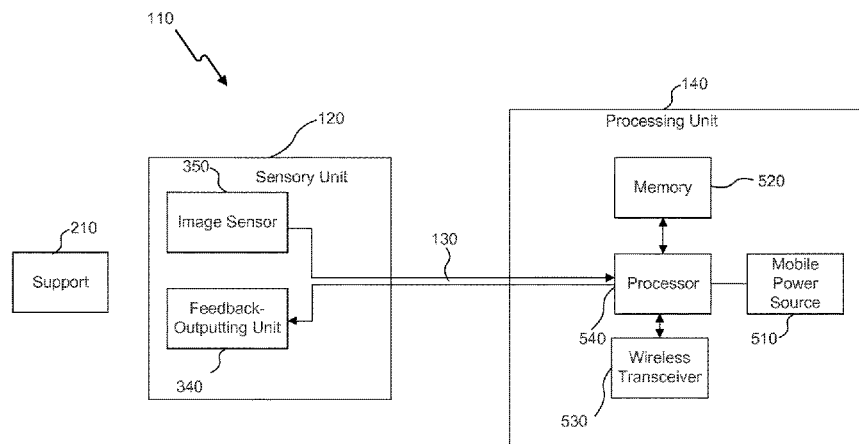 110
140
Processing Unit
120
350
Sensory Unit
Image Sensor
Memory
520
210
Support
130
Processor
Mobile
Power
Source
Feedback-
Outputting Unit
540
510
340
Wireless
Transceiver
530